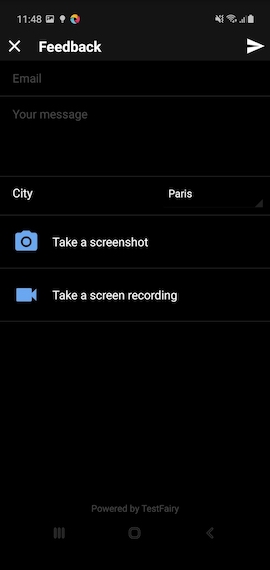 11:48
Feedback
Email
Your message
City Paris
Take a screenshot
Take a screen recording
Powered by TestFairy